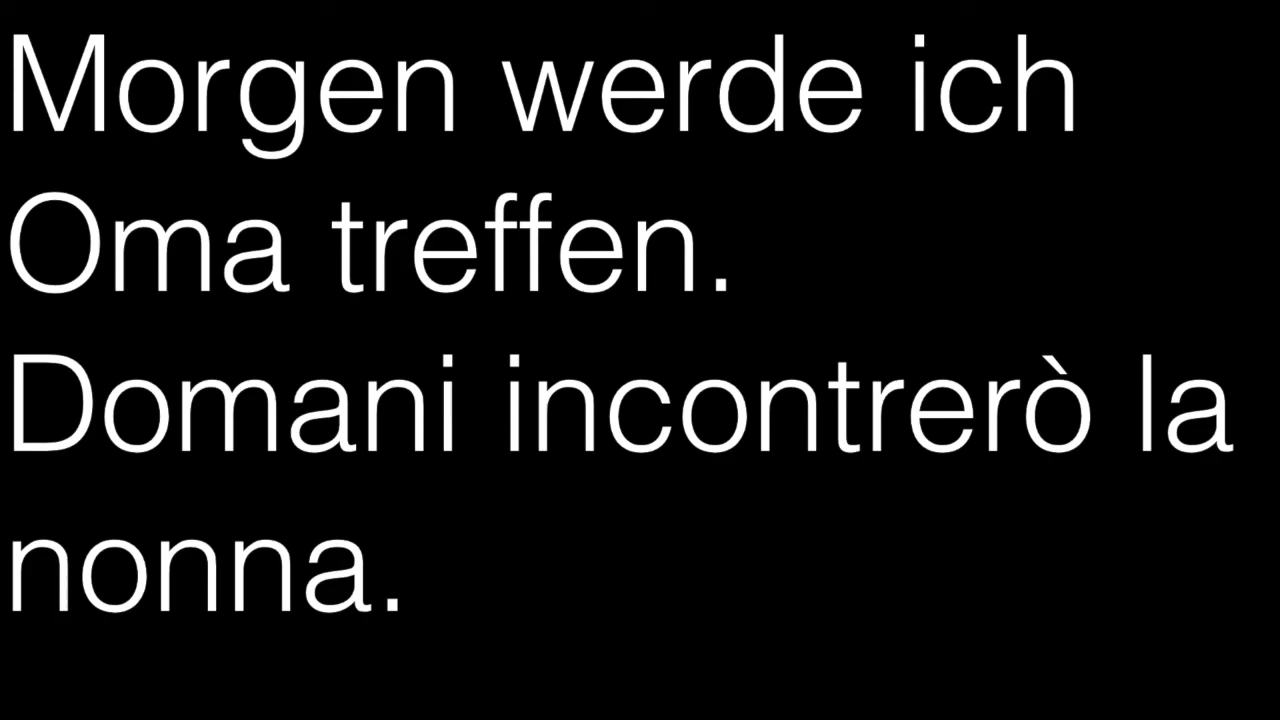 Morgen werde ich
Oma treffen.
Domani incontrerò la
nonna.